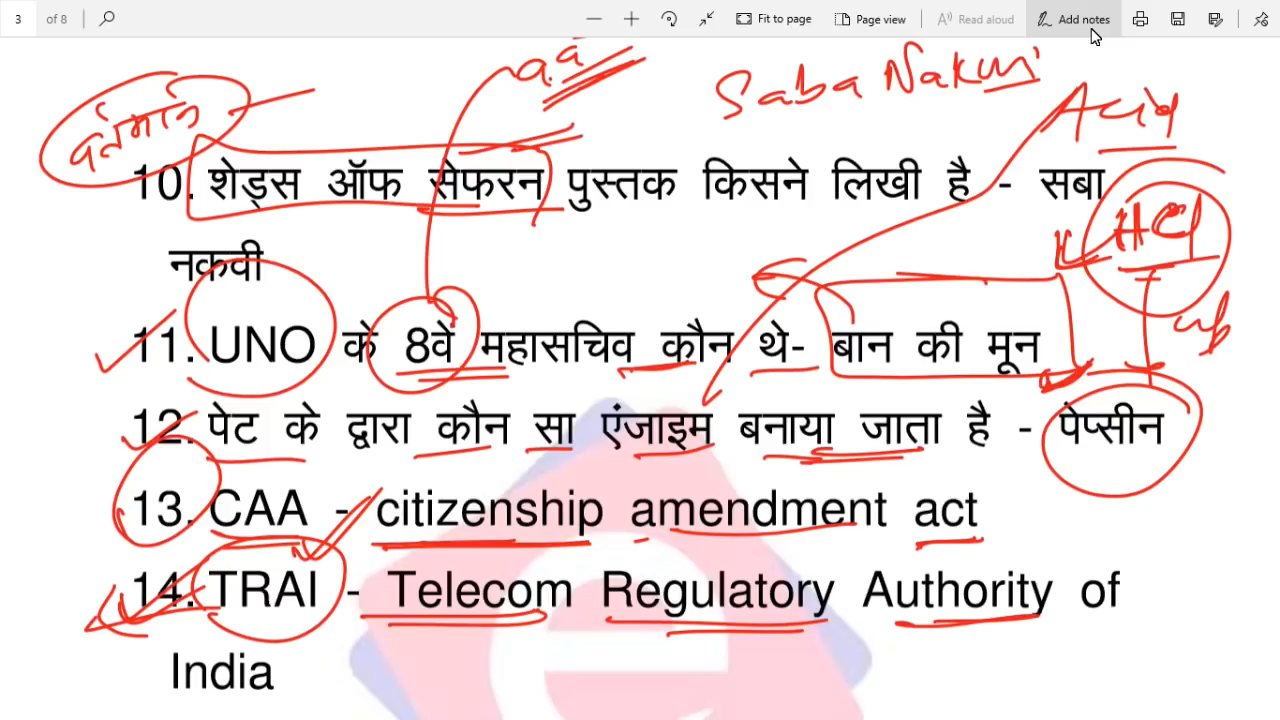 3 of 8 Fit to page Page view Read aloud Add notes
Saba Nakvi
Acid
वर्तमान
10. शेड्स ऑफ सेफरन पुस्तक किसने लिखी है - सबा
नकवी
HCl
11. UNO के 8वे महासचिव कौन थे- बान की मून
12. पेट के द्वारा कौन सा एंजाइम बनाया जाता है - पेप्सीन
13. CAA - citizenship amendment act
14. TRAI - Telecom Regulatory Authority of
India